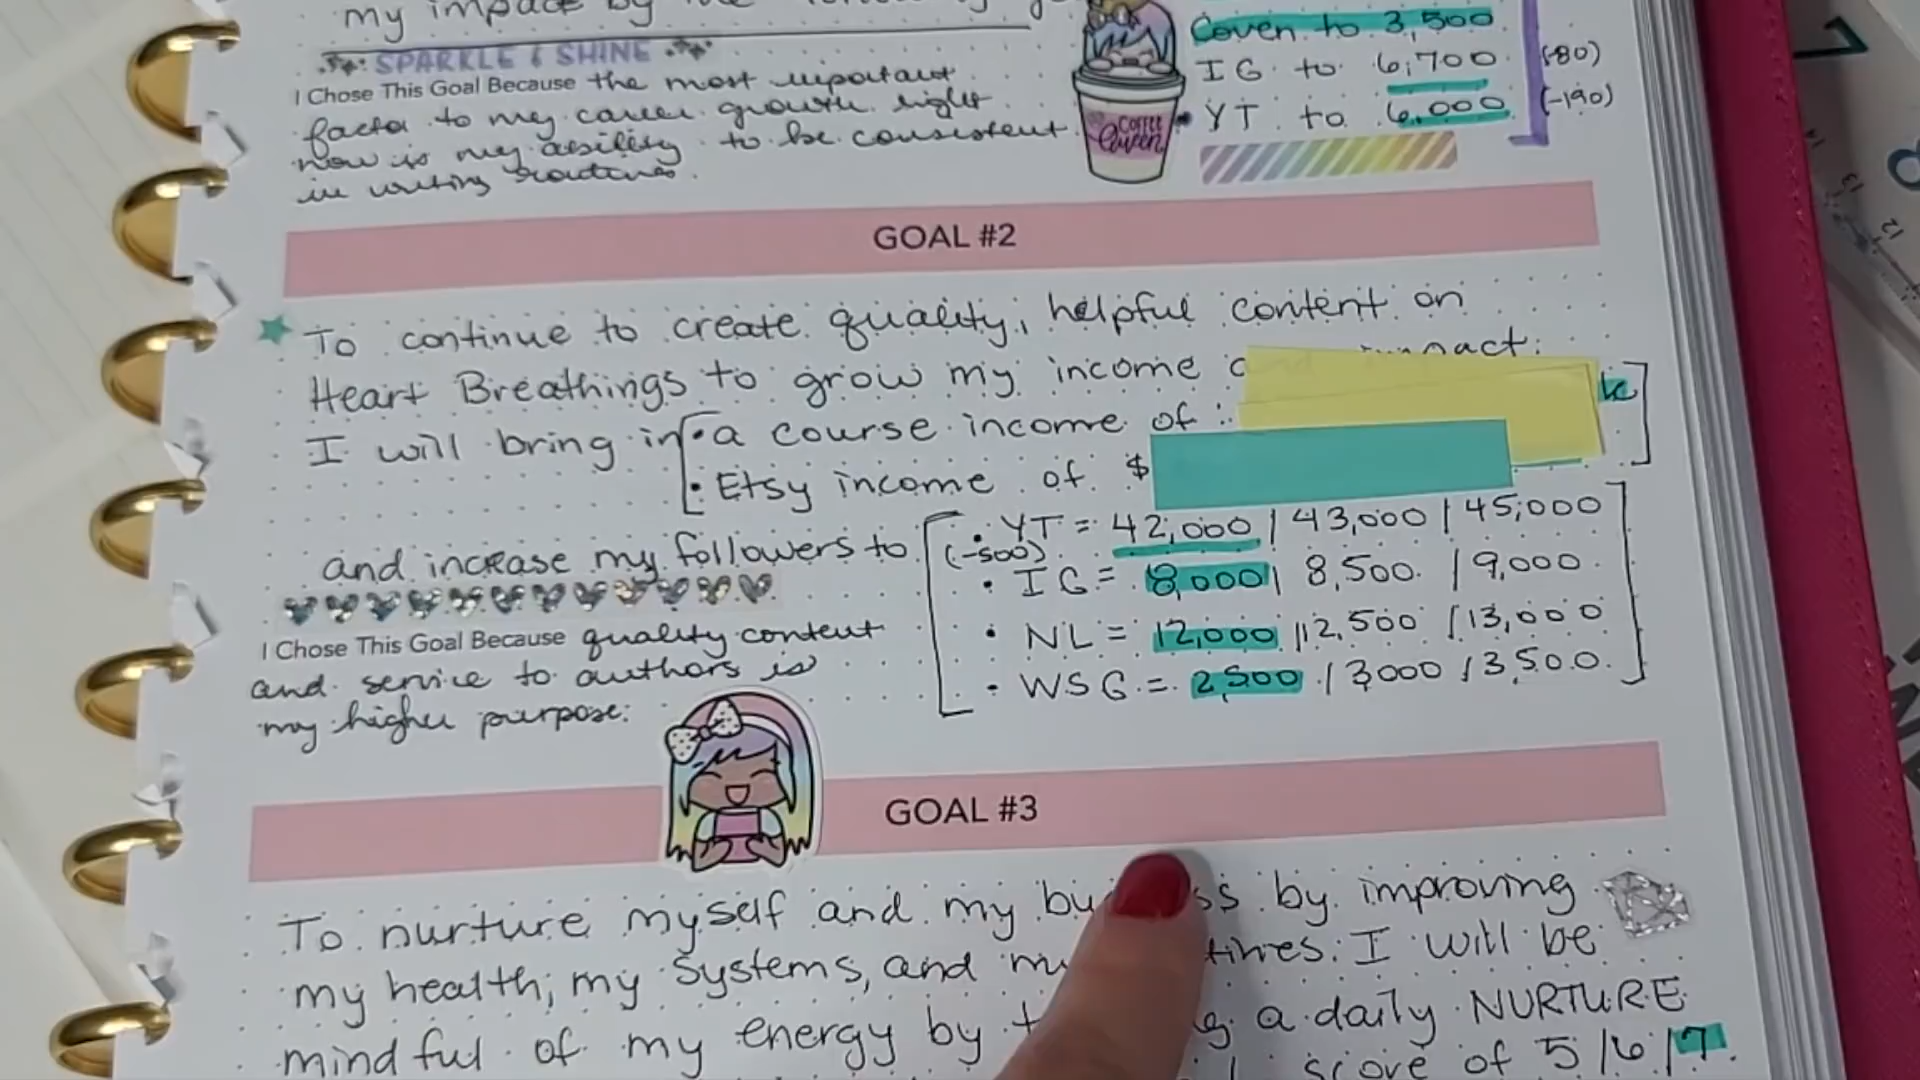 my impact by
Coven to 3,500
SPARKLE & SHINE
IG to 6,700 (-80)
YT to 6,000 (-190)
I Chose This Goal Because the most important
factor to my career growth right
now is my ability to be consistent
in writing routines.
COFFEE
Queen
GOAL #2
To continue to create quality, helpful content on
Heart Breathings to grow my income impact.
I will bring in • a course income of :
• Etsy income of $
and increase my followers to
• YT = 42,000 / 43,000 / 45,000
(-500)
• IG = 8,000 / 8,500 / 9,000
• NL = 12,000 / 12,500 / 13,000
• WSG = 2,500 / 3000 / 3,500
I Chose This Goal Because quality content
and service to authors is
my higher purpose.
GOAL #3
To nurture myself and my by improving
my health, my systems, and I will be
mindful of my energy by a daily NURTURE
score of 5/6/7